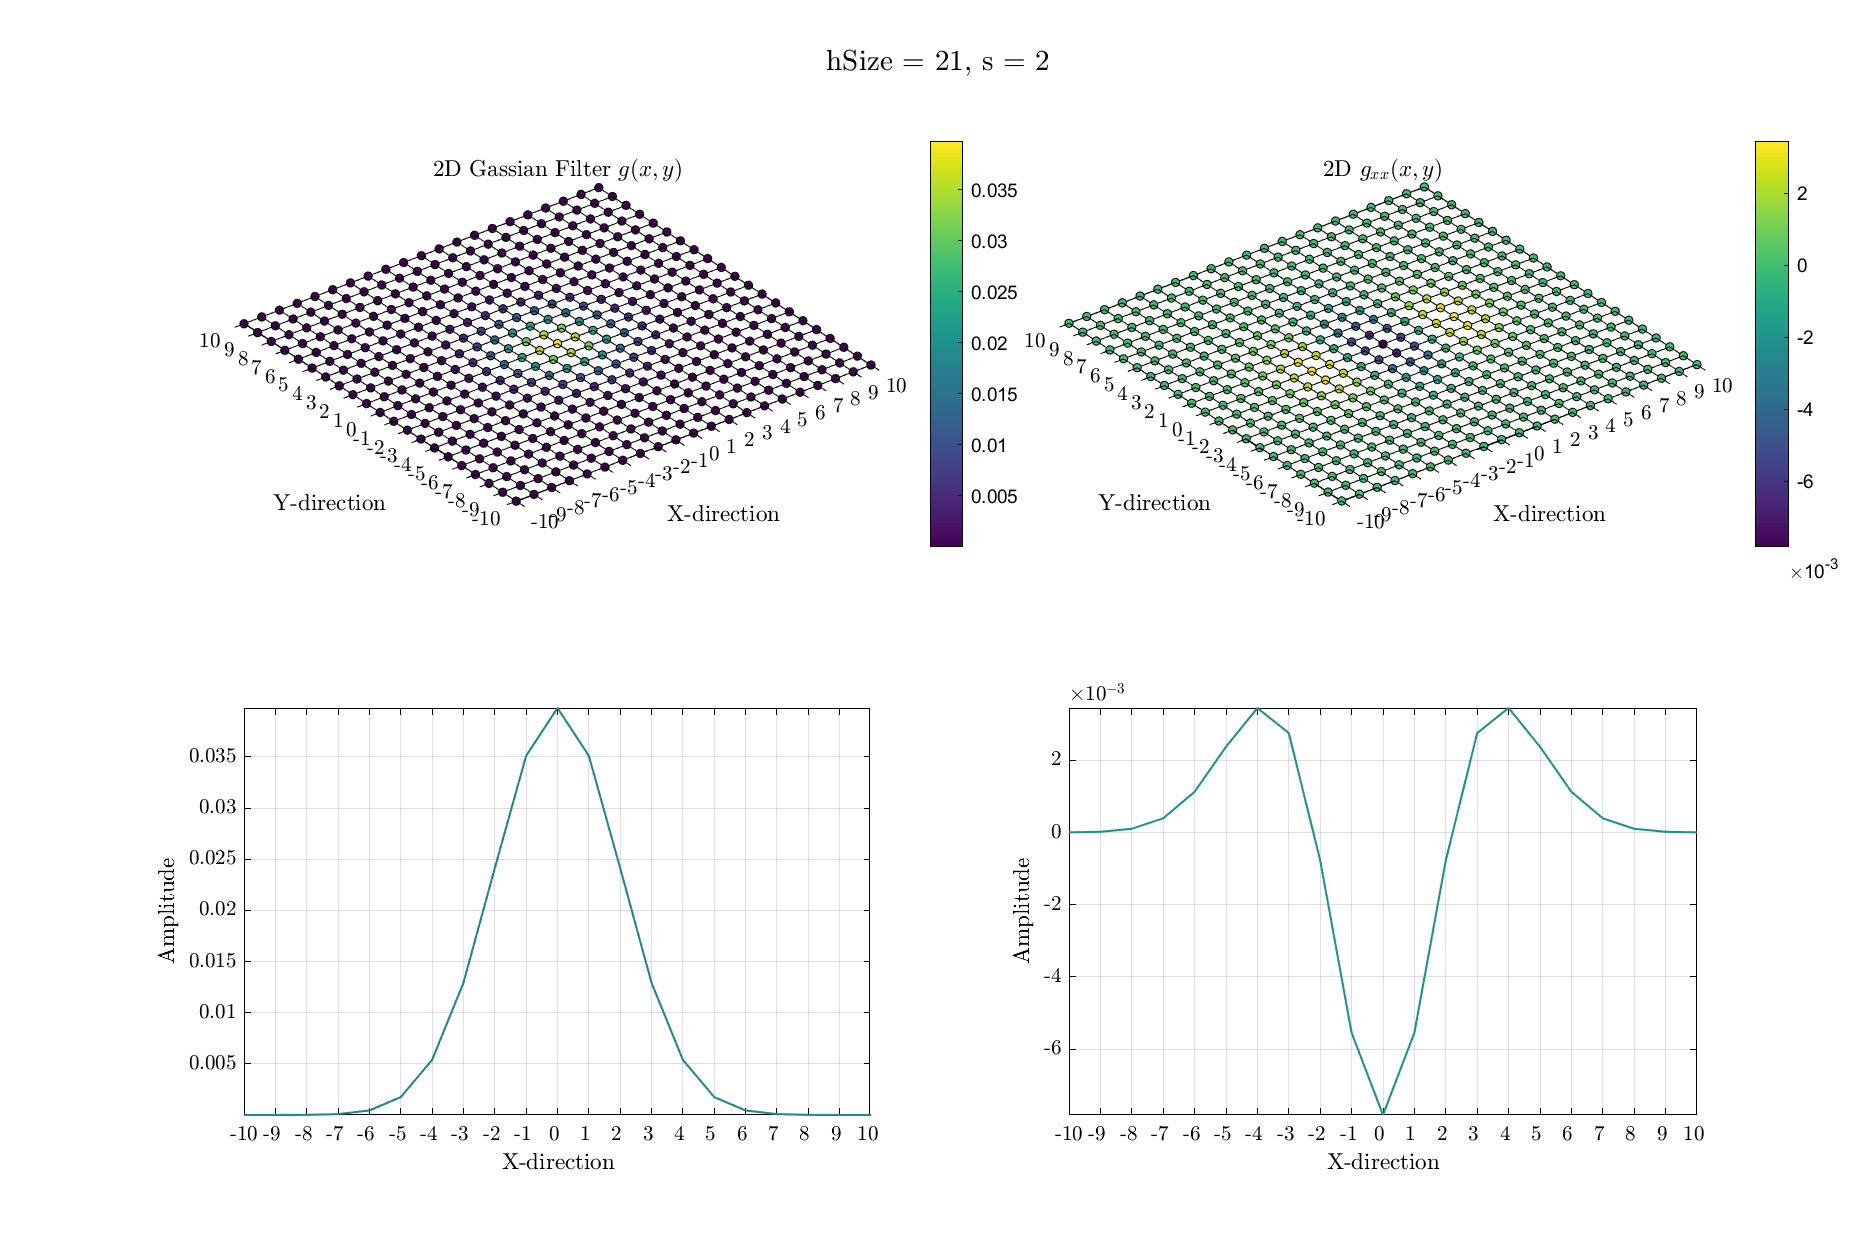 hSize = 21, s = 2
2D Gassian Filter g(x, y)
0.035
0.03
0.025
0.02
0.015
0.01
0.005
10 9 8 7 6 5 4 3 2 1 0 -1 -2 -3 -4 -5 -6 -7 -8 -9 -10
Y-direction
-10 -9 -8 -7 -6 -5 -4 -3 -2 -1 0 1 2 3 4 5 6 7 8 9 10
X-direction
2D gxx(x, y)
2
0
-2
-4
-6
×10-3
10 9 8 7 6 5 4 3 2 1 0 -1 -2 -3 -4 -5 -6 -7 -8 -9 -10
Y-direction
-10 -9 -8 -7 -6 -5 -4 -3 -2 -1 0 1 2 3 4 5 6 7 8 9 10
X-direction
Amplitude
0.035
0.03
0.025
0.02
0.015
0.01
0.005
-10 -9 -8 -7 -6 -5 -4 -3 -2 -1 0 1 2 3 4 5 6 7 8 9 10
X-direction
×10−3
Amplitude
2
0
-2
-4
-6
-10 -9 -8 -7 -6 -5 -4 -3 -2 -1 0 1 2 3 4 5 6 7 8 9 10
X-direction